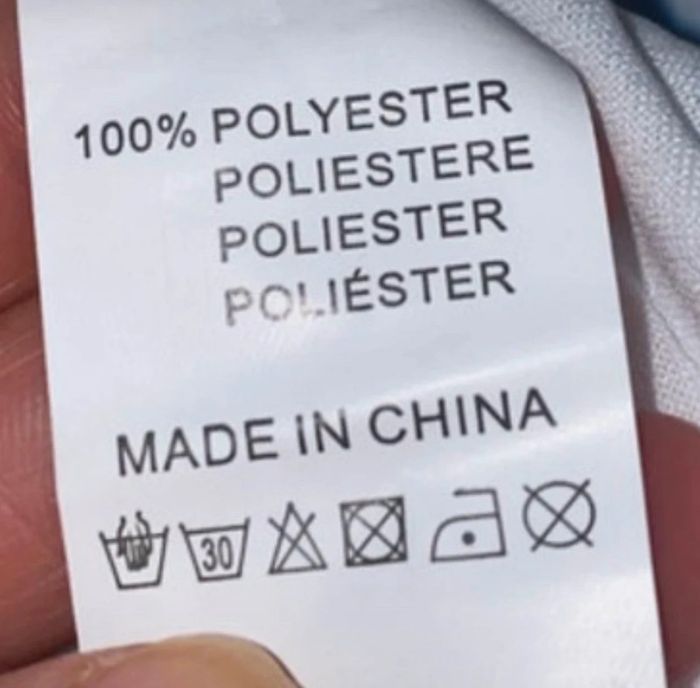 100% POLYESTER
POLIESTERE
POLIESTER
POLIÉSTER
MADE IN CHINA
30